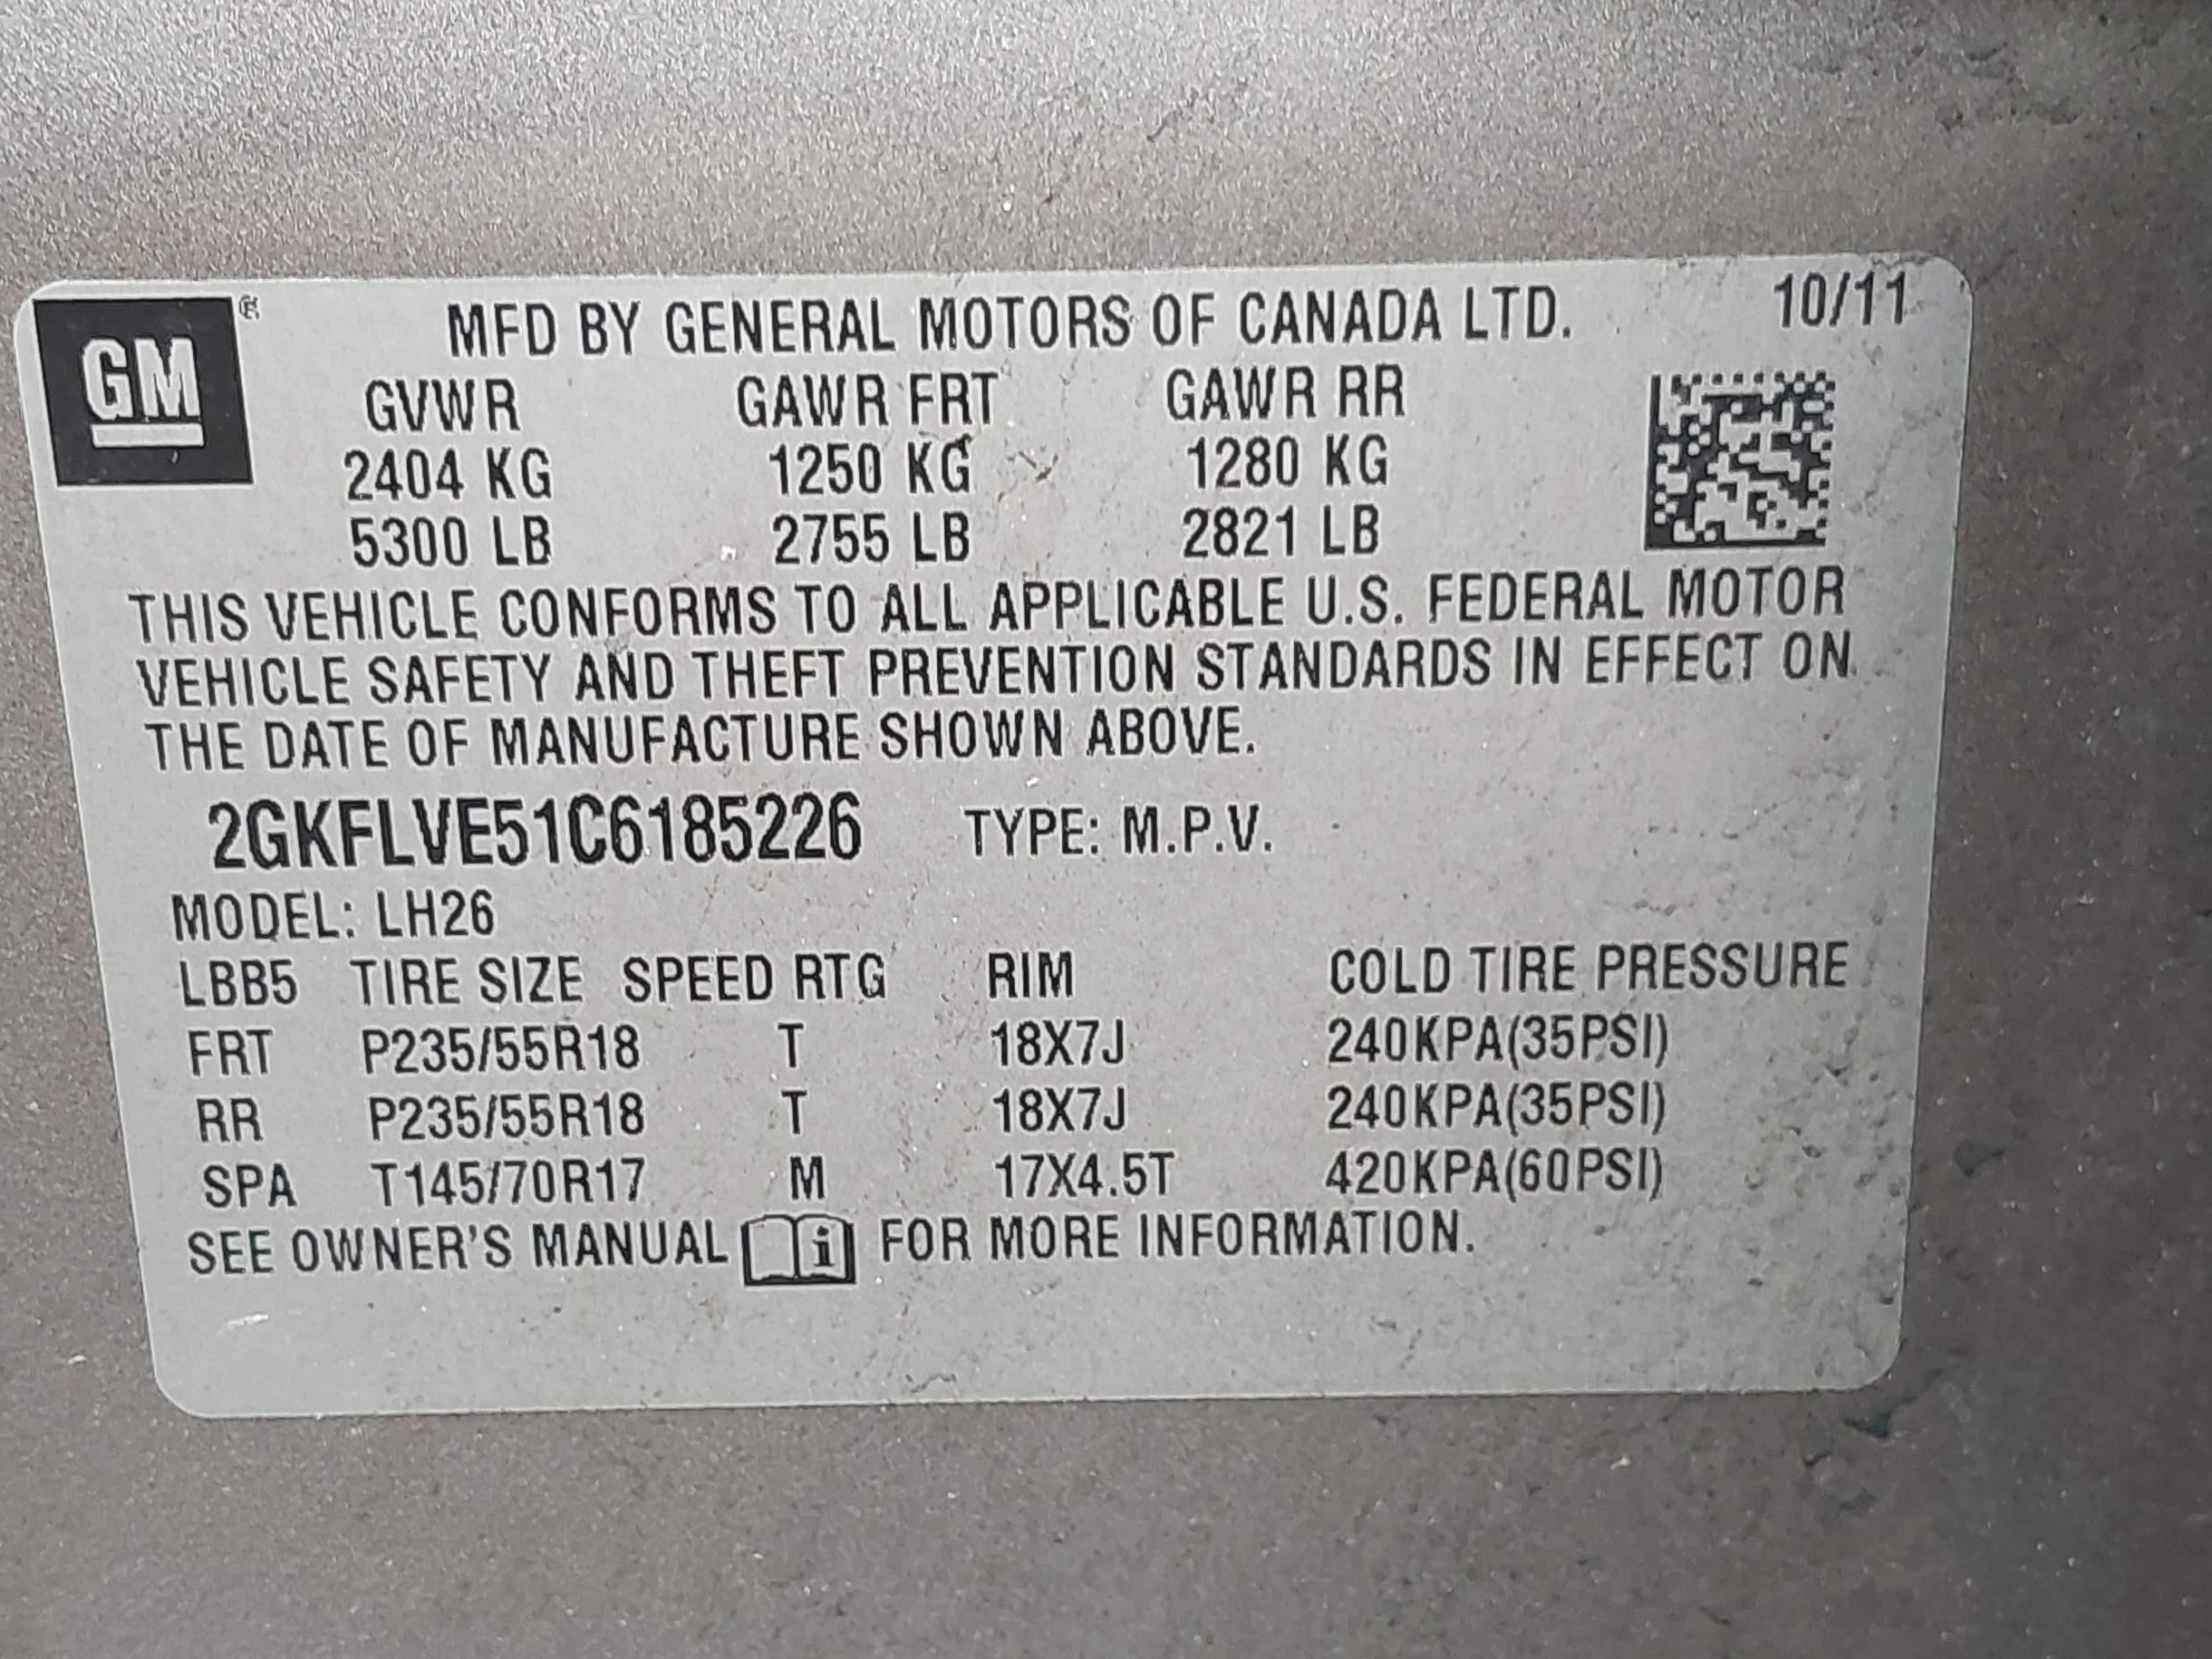 GM® MFD BY GENERAL MOTORS OF CANADA LTD. 10/11
GVWR GAWR FRT GAWR RR
2404 KG 1250 KG 1280 KG
5300 LB 2755 LB 2821 LB
THIS VEHICLE CONFORMS TO ALL APPLICABLE U.S. FEDERAL MOTOR
VEHICLE SAFETY AND THEFT PREVENTION STANDARDS IN EFFECT ON
THE DATE OF MANUFACTURE SHOWN ABOVE.
2GKFLVE51C6185226 TYPE: M.P.V.
MODEL: LH26
LBB5 TIRE SIZE SPEED RTG RIM COLD TIRE PRESSURE
FRT P235/55R18 T 18X7J 240KPA(35PSI)
RR P235/55R18 T 18X7J 240KPA(35PSI)
SPA T145/70R17 M 17X4.5T 420KPA(60PSI)
SEE OWNER'S MANUAL i FOR MORE INFORMATION.